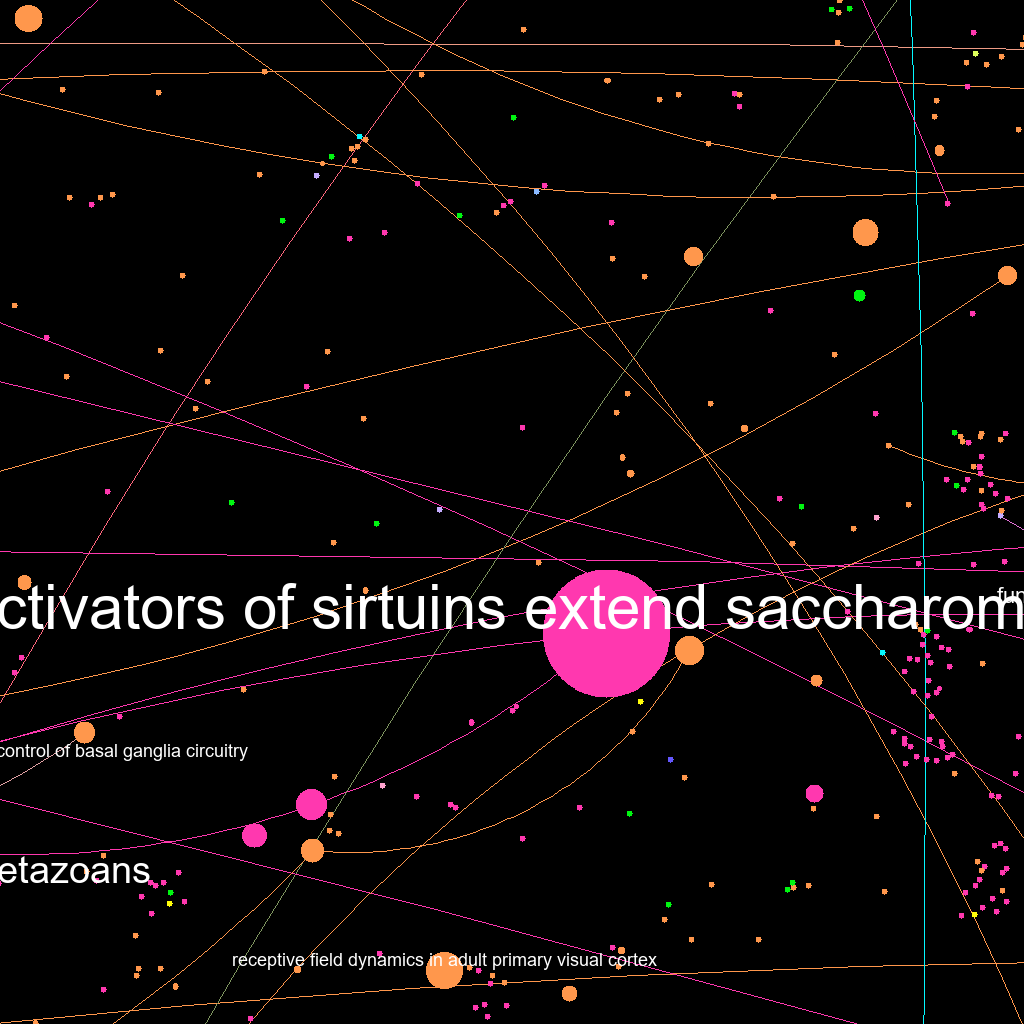 ctivators of sirtuins extend saccharom
fun
control of basal ganglia circuitry
etazoans
receptive field dynamics in adult primary visual cortex